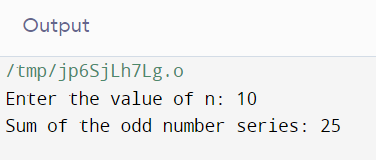 Output
/tmp/jp6SjLh7Lg.o
Enter the value of n: 10
Sum of the odd number series: 25